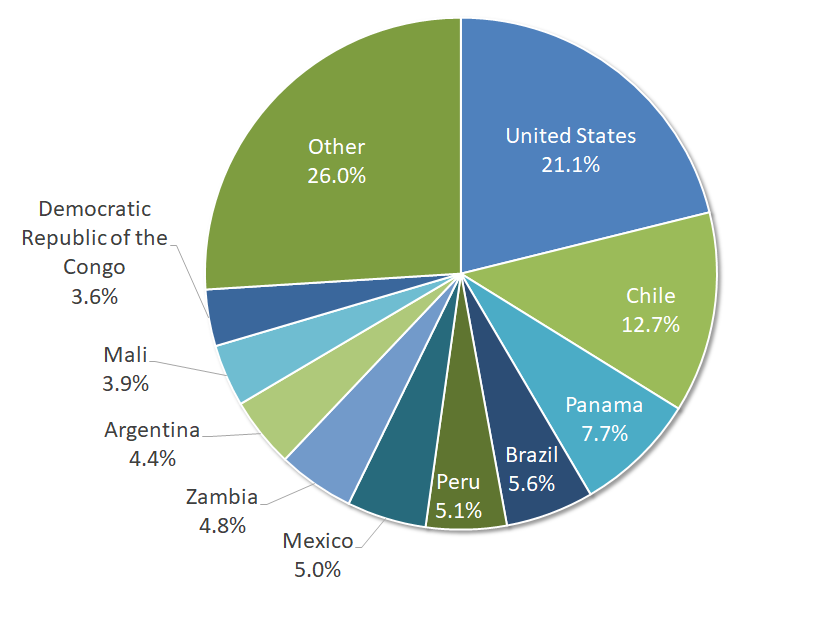 United States
21.1%
Chile
12.7%
Panama
7.7%
Brazil
5.6%
Peru
5.1%
Mexico
5.0%
Zambia
4.8%
Argentina
4.4%
Mali
3.9%
Democratic
Republic of the
Congo
3.6%
Other
26.0%